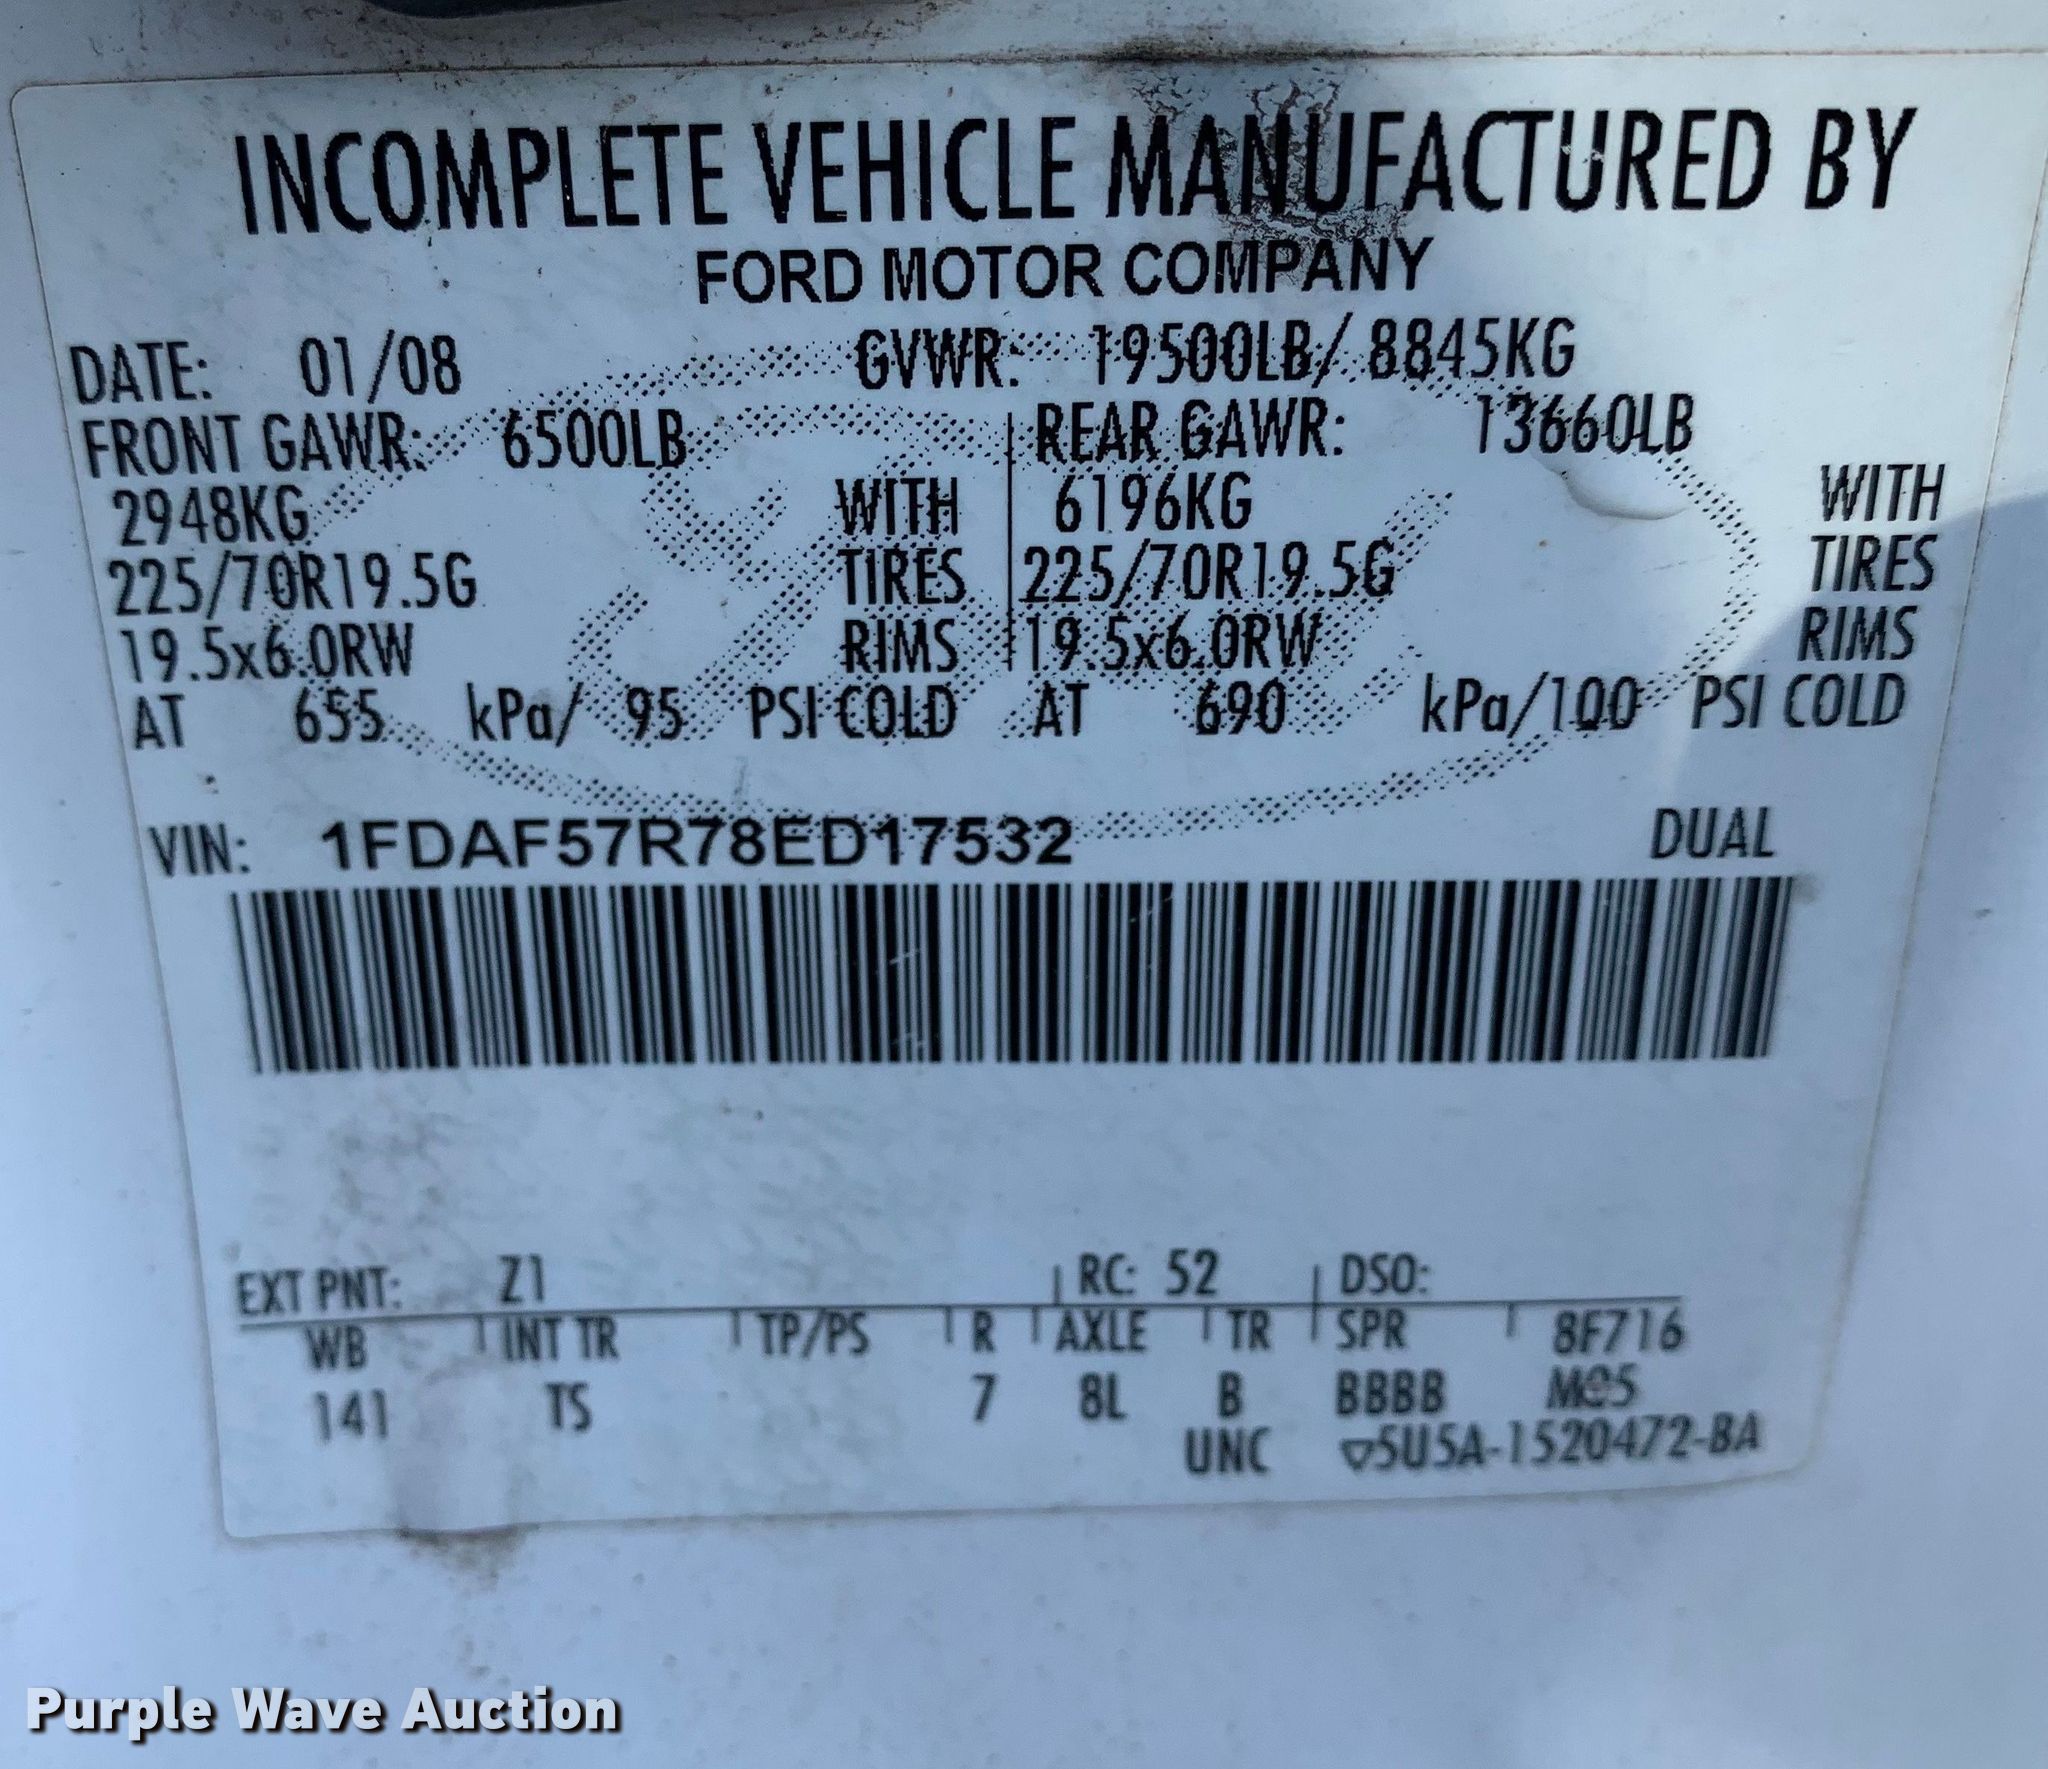 INCOMPLETE VEHICLE MANUFACTURED BY
FORD MOTOR COMPANY
DATE: 01/08 GVWR: 19500LB/ 8845KG
FRONT GAWR: 6500LB REAR GAWR: 13660LB
2948KG WITH 6196KG WITH
225/70R19.5G TIRES 225/70R19.5G TIRES
19.5x6.0RW RIMS 19.5x6.0RW RIMS
AT 655 kPa/ 95 PSI COLD AT 690 kPa/100 PSI COLD
VIN: 1FDAF57R78ED17532 DUAL
EXT PNT: Z1 RC: 52 DSO:
WB INT TR TP/PS R AXLE TR SPR 8F716
141 TS 7 8L B BBBB
UNC ▽5U5A-1520472-BA
Purple Wave Auction